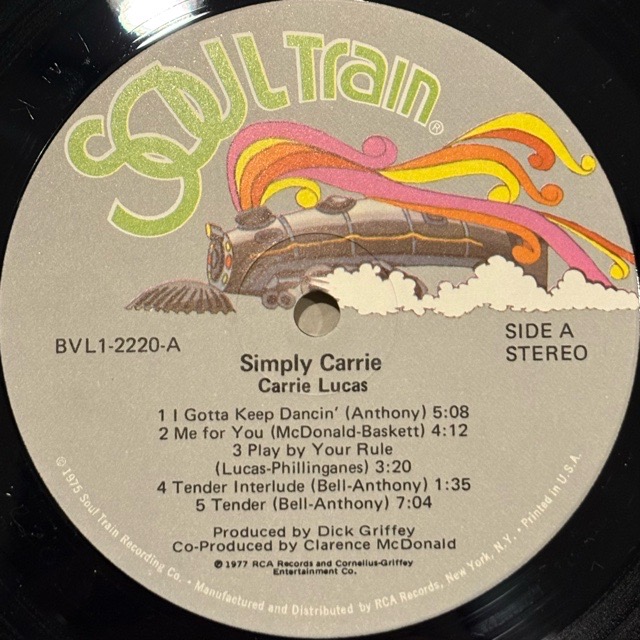 SOUL TRain®
BVL1-2220-A
SIDE A
STEREO
Simply Carrie
Carrie Lucas
1 I Gotta Keep Dancin' (Anthony) 5:08
2 Me for You (McDonald-Baskett) 4:12
3 Play by Your Rule
(Lucas-Phillinganes) 3:20
4 Tender Interlude (Bell-Anthony) 1:35
5 Tender (Bell-Anthony) 7:04
Produced by Dick Griffey
Co-Produced by Clarence McDonald
℗ 1977 RCA Records and Cornelius-Griffey
Entertainment Co.
© 1975 Soul Train Recording Co. • Manufactured and Distributed by RCA Records, New York, N.Y. • Printed in U.S.A.